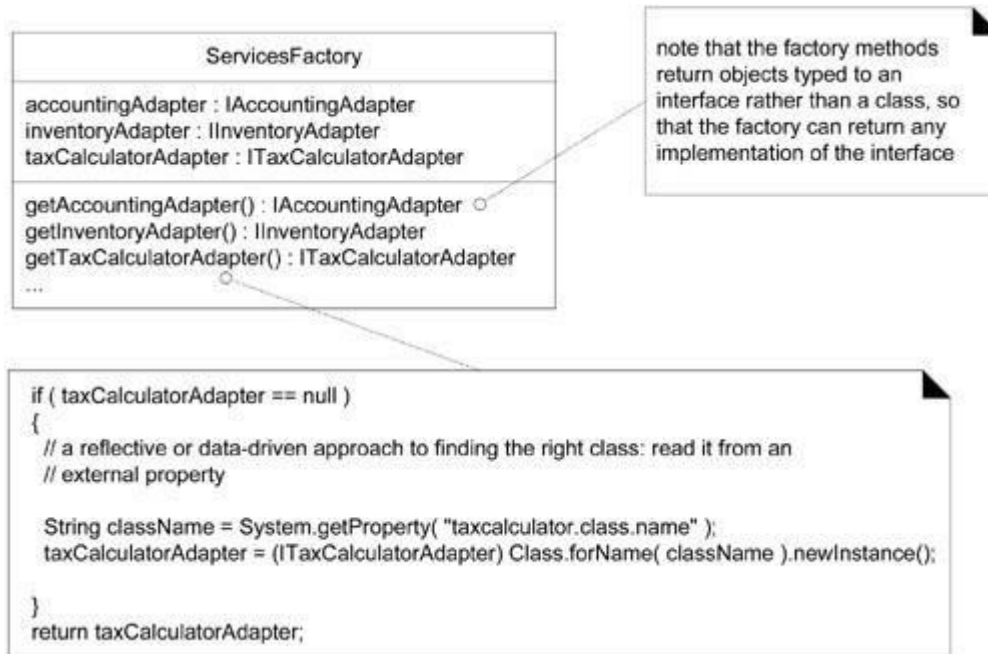 ServicesFactory
accountingAdapter : IAccountingAdapter
inventoryAdapter : IInventoryAdapter
taxCalculatorAdapter : ITaxCalculatorAdapter
getAccountingAdapter() : IAccountingAdapter
getInventoryAdapter() : IInventoryAdapter
getTaxCalculatorAdapter() : ITaxCalculatorAdapter
...
note that the factory methods
return objects typed to an
interface rather than a class, so
that the factory can return any
implementation of the interface
if ( taxCalculatorAdapter == null )
{
// a reflective or data-driven approach to finding the right class: read it from an
// external property
String className = System.getProperty( "taxcalculator.class.name" );
taxCalculatorAdapter = (ITaxCalculatorAdapter) Class.forName( className ).newInstance();
}
return taxCalculatorAdapter;